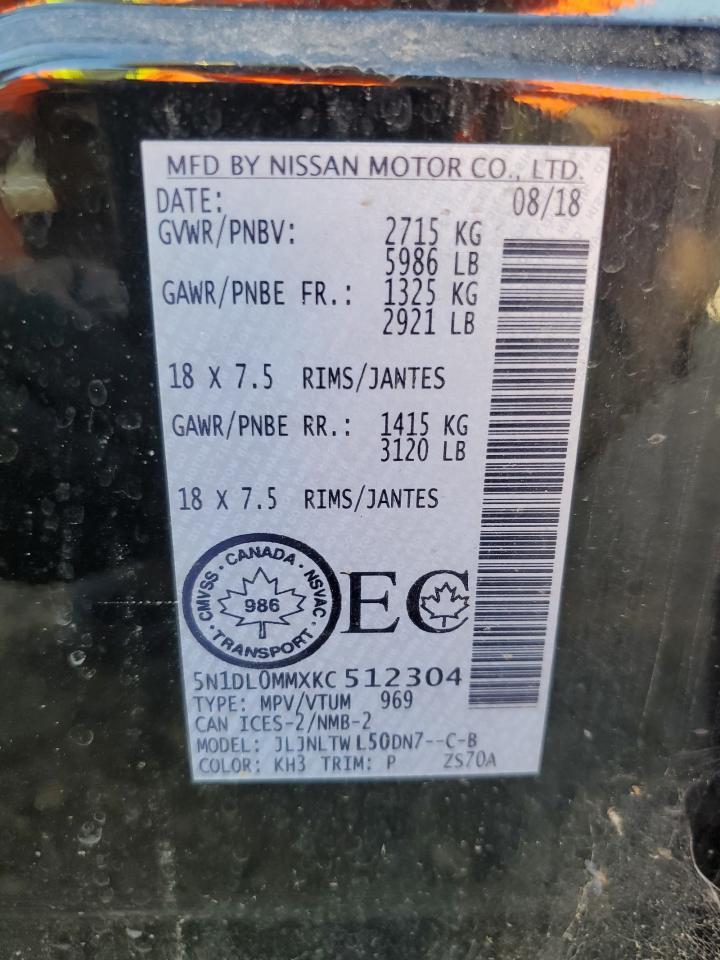 MFD BY NISSAN MOTOR CO., LTD.
DATE: 08/18
GVWR/PNBV: 2715 KG
5986 LB
GAWR/PNBE FR.: 1325 KG
2921 LB
18 X 7.5 RIMS/JANTES
GAWR/PNBE RR.: 1415 KG
3120 LB
18 X 7.5 RIMS/JANTES
CANADA · NSVAC · TRANSPORT · CMVSS ·
986
EC
5N1DL0MMXKC512304
TYPE: MPV/VTUM 969
CAN ICES-2/NMB-2
MODEL: JLJNLTWL50DN7--C-B
COLOR: KH3 TRIM: P ZS70A